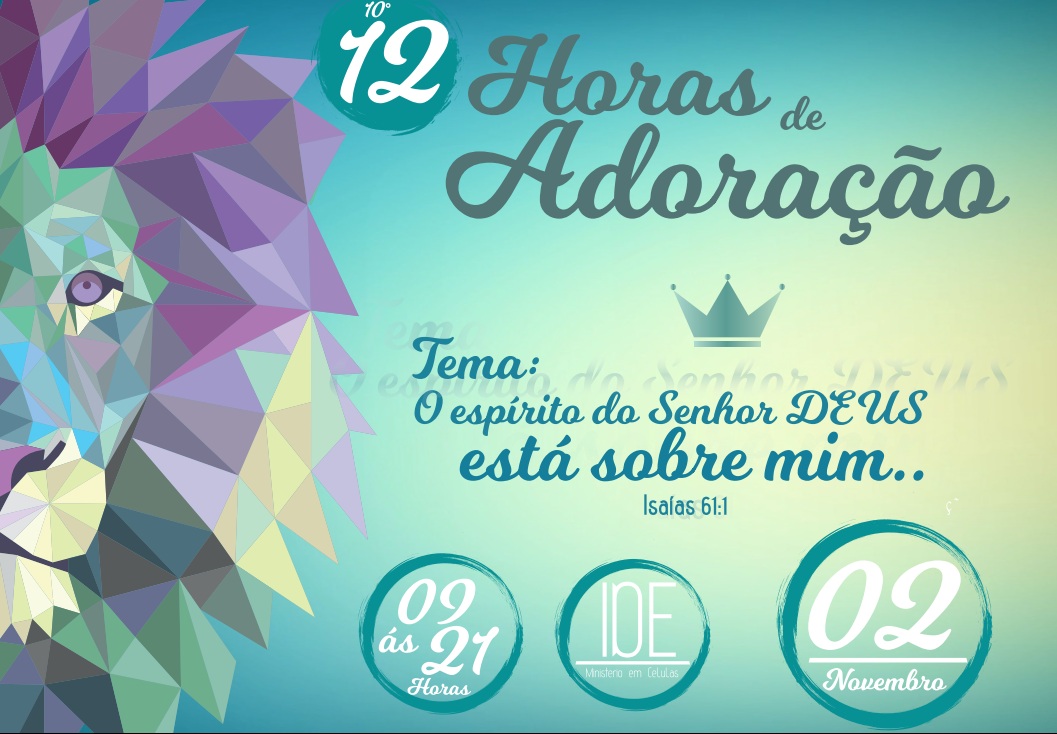 10°
12 Horas de
Adoração
Tema:
O espírito do Senhor DEUS
está sobre mim..
Isaías 61:1
09
ás 21
Horas
IDE
Ministerio em Celulas
02
Novembro